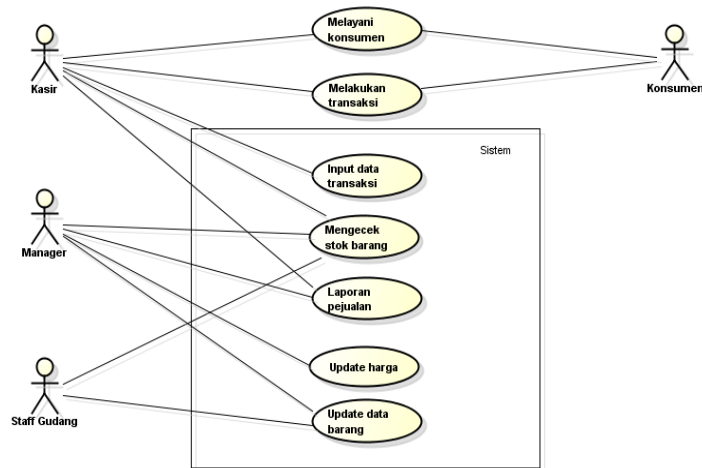 Melayani
konsumen
Kasir
Konsumen
Melakukan
transaksi
Sistem
Input data
transaksi
Mengecek
stok barang
Manager
Laporan
pejualan
Update harga
Staff Gudang
Update data
barang